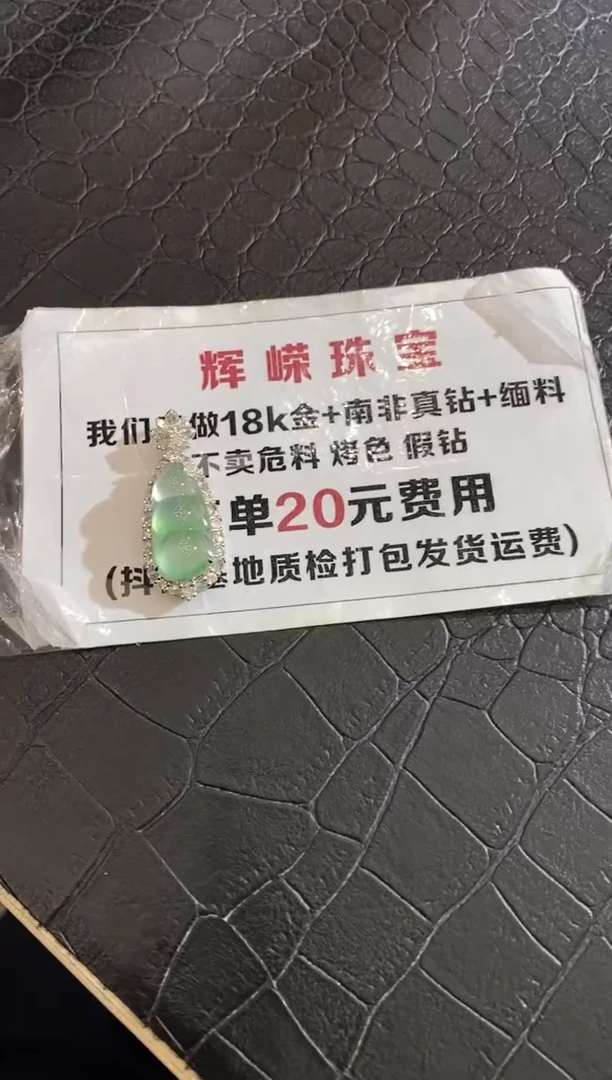 辉嵘珠宝
我们 做18k金+南非真钻+缅料
不卖危料 烤色 假钻
单20元费用
(抖 基地质检打包发货运费)